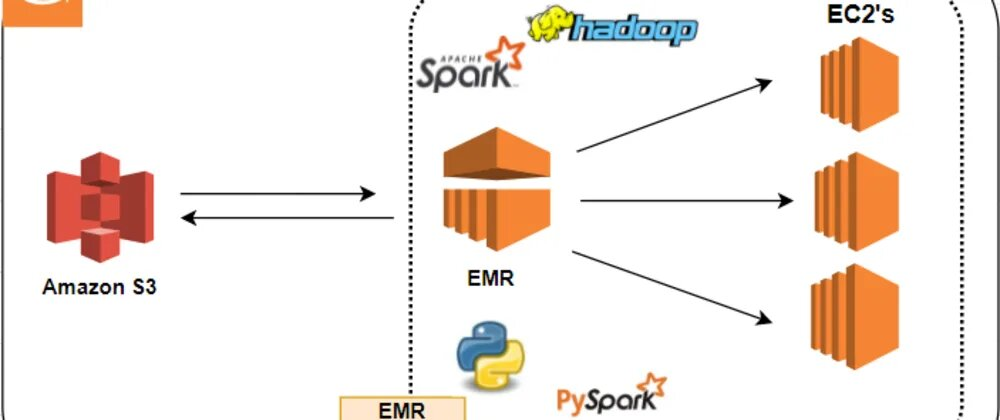 EC2's
hadoop
APACHE
Spark
Amazon S3
EMR
PySpark
EMR